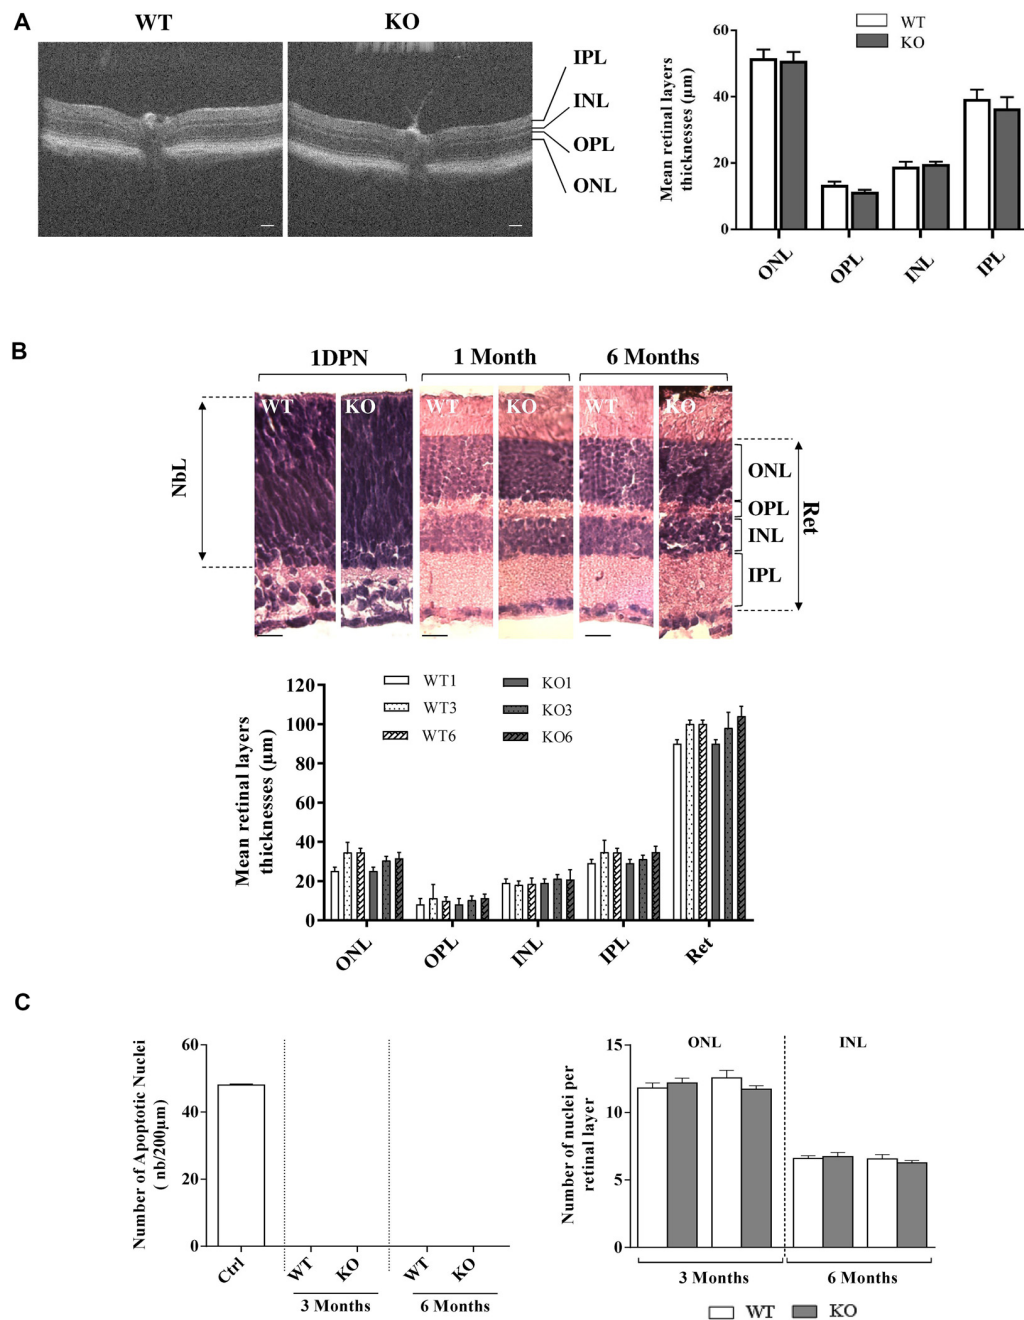 A
WT
KO
IPL
INL
OPL
ONL
Mean retinal layers
thicknesses (µm)
60
40
20
0
WT
KO
ONL
OPL
INL
IPL
B
1DPN
1 Month
6 Months
WT
KO
WT
KO
WT
KO
NbL
ONL
OPL
INL
IPL
Ret
Mean retinal layers
thicknesses (µm)
120
100
80
60
40
20
0
WT1
WT3
WT6
KO1
KO3
KO6
ONL
OPL
INL
IPL
Ret
C
Number of Apoptotic Nuclei
( nb/200µm)
60
40
20
0
Ctrl
WT
KO
WT
KO
3 Months
6 Months
Number of nuclei per
retinal layer
15
10
5
0
ONL
INL
3 Months
6 Months
WT
KO